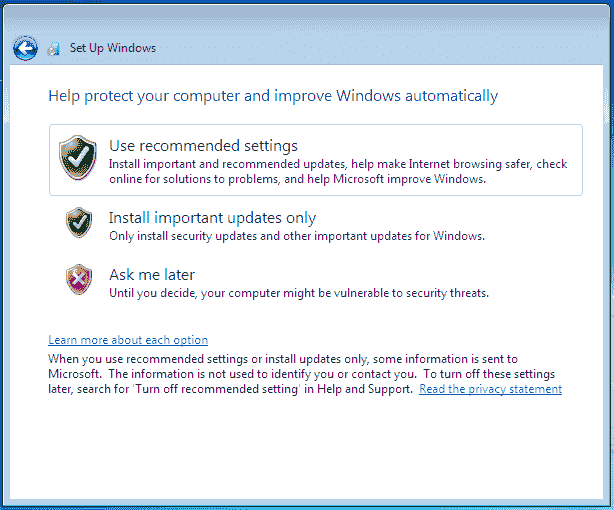 Set Up Windows
Help protect your computer and improve Windows automatically
Use recommended settings
Install important and recommended updates, help make Internet browsing safer, check
online for solutions to problems, and help Microsoft improve Windows.
Install important updates only
Only install security updates and other important updates for Windows.
Ask me later
Until you decide, your computer might be vulnerable to security threats.
Learn more about each option
When you use recommended settings or install updates only, some information is sent to
Microsoft. The information is not used to identify you or contact you. To turn off these settings
later, search for 'Turn off recommended setting' in Help and Support. Read the privacy statement